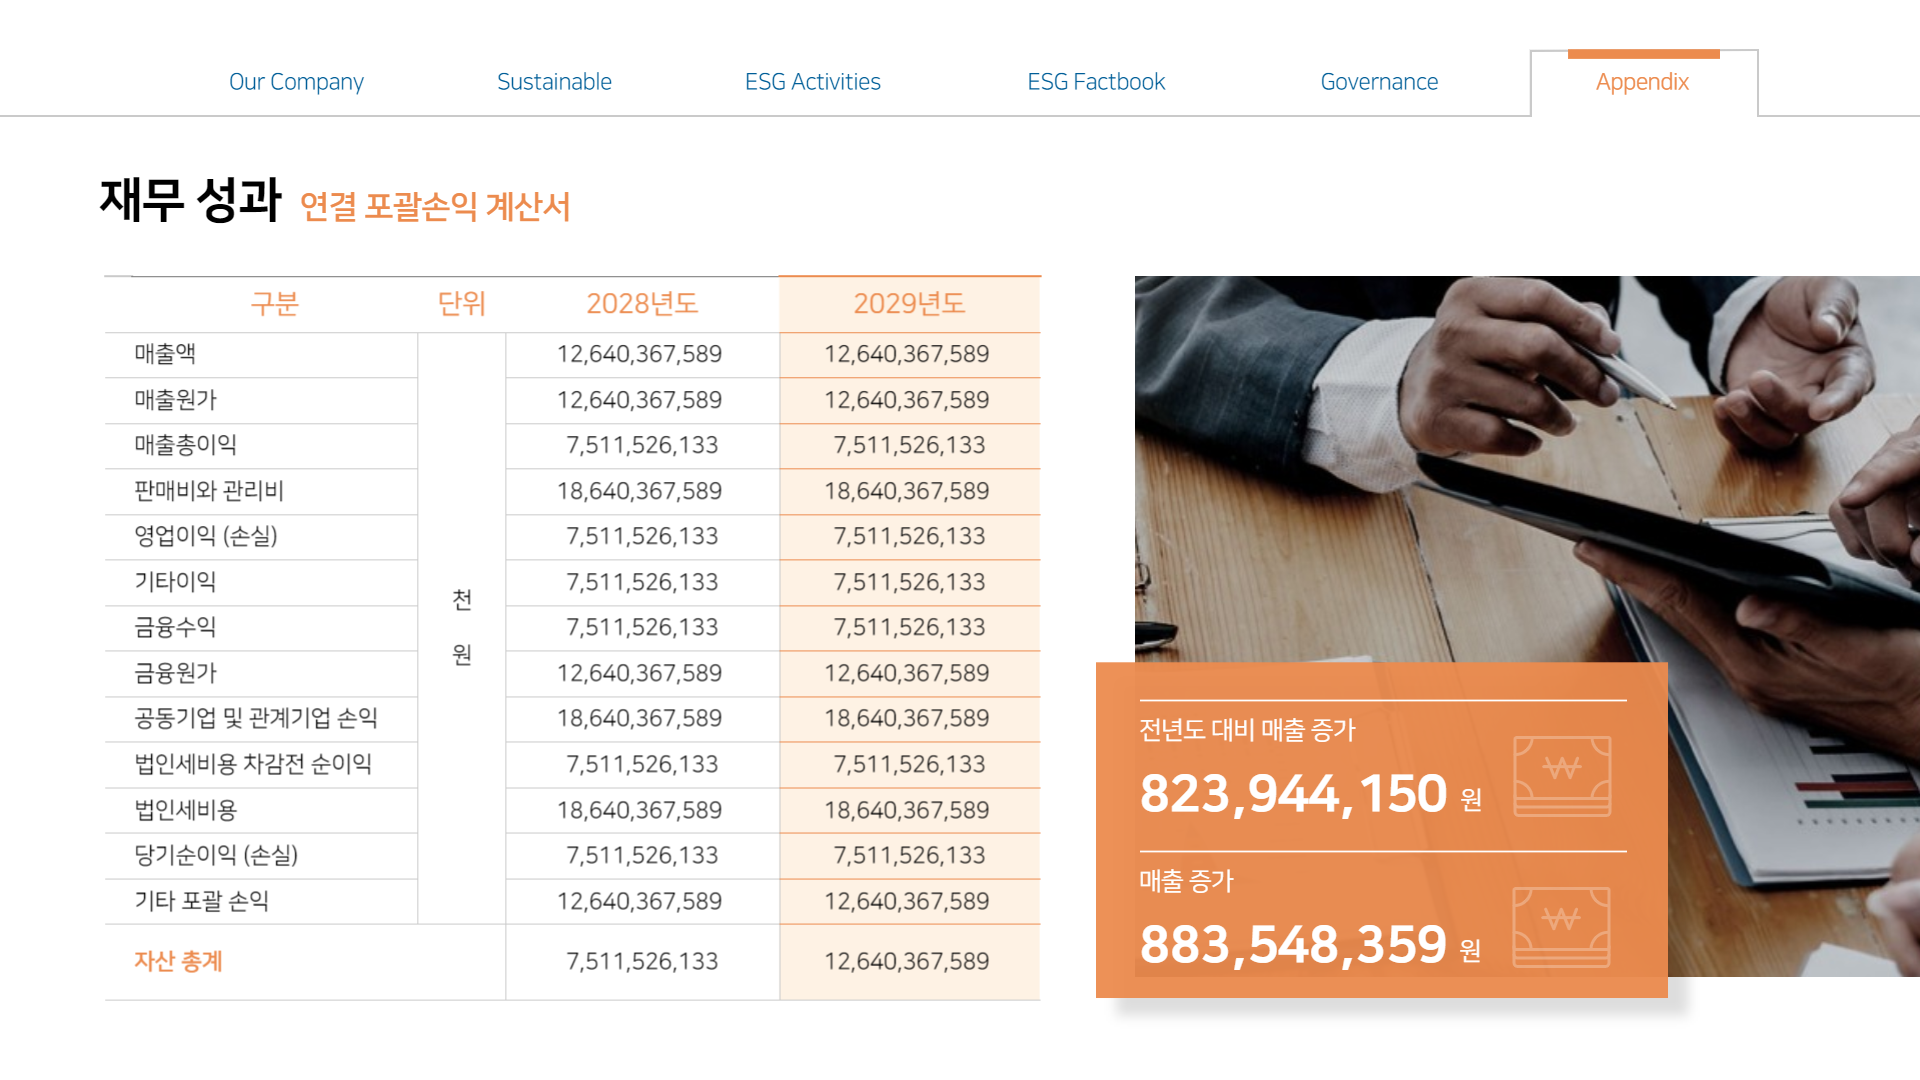 Our Company Sustainable ESG Activities ESG Factbook Governance Appendix
재무 성과 연결 포괄손익 계산서
구분 단위 2028년도 2029년도
매출액 12,640,367,589 12,640,367,589
매출원가 12,640,367,589 12,640,367,589
매출총이익 7,511,526,133 7,511,526,133
판매비와 관리비 18,640,367,589 18,640,367,589
영업이익 (손실) 7,511,526,133 7,511,526,133
기타이익 7,511,526,133 7,511,526,133
천
금융수익 7,511,526,133 7,511,526,133
원
금융원가 12,640,367,589 12,640,367,589
공동기업 및 관계기업 손익 18,640,367,589 18,640,367,589
법인세비용 차감전 순이익 7,511,526,133 7,511,526,133
법인세비용 18,640,367,589 18,640,367,589
당기순이익 (손실) 7,511,526,133 7,511,526,133
기타 포괄 손익 12,640,367,589 12,640,367,589
자산 총계 7,511,526,133 12,640,367,589
전년도 대비 매출 증가
823,944,150 원
매출 증가
883,548,359 원